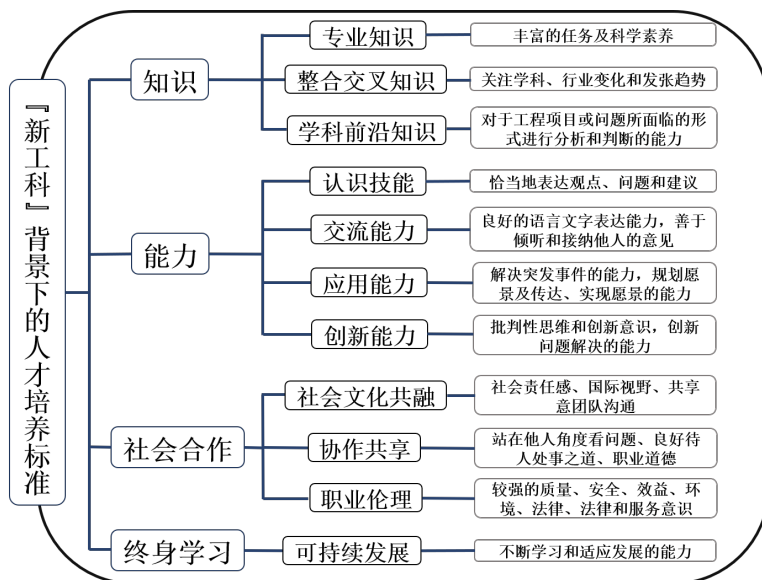 『新工科』背景下的人才培养标准
知识
专业知识
丰富的任务及科学素养
整合交叉知识
关注学科、行业变化和发张趋势
学科前沿知识
对于工程项目或问题所面临的形
式进行分析和判断的能力
能力
认识技能
恰当地表达观点、问题和建议
交流能力
良好的语言文字表达能力，善于
倾听和接纳他人的意见
应用能力
解决突发事件的能力，规划愿
景及传达、实现愿景的能力
创新能力
批判性思维和创新意识，创新
问题解决的能力
社会合作
社会文化共融
社会责任感、国际视野、共享
意团队沟通
协作共享
站在他人角度看问题、良好待
人处事之道、职业道德
职业伦理
较强的质量、安全、效益、环
境、法律、法律和服务意识
终身学习
可持续发展
不断学习和适应发展的能力